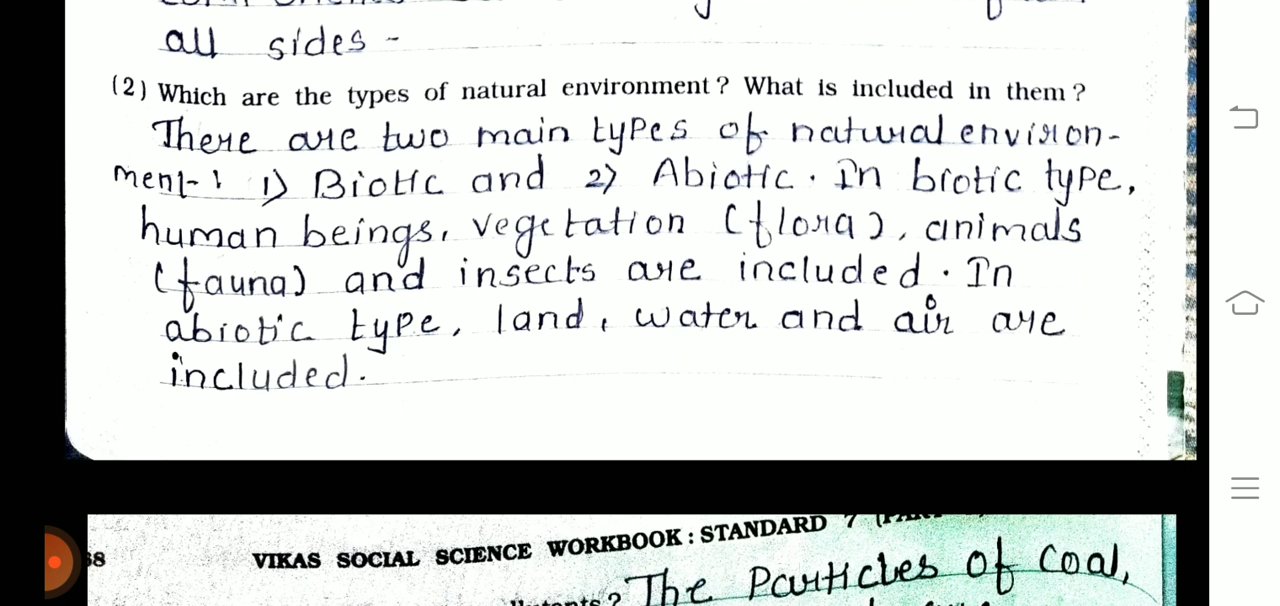 all sides -
(2) Which are the types of natural environment? What is included in them?
There are two main types of natural environ-
ment-: 1) Biotic and 2) Abiotic. In biotic type,
human beings, vegetation (flora), animals
(fauna) and insects are included. In
abiotic type, land, water and air are
included.
VIKAS SOCIAL SCIENCE WORKBOOK: STANDARD 7
The Particles of coal,